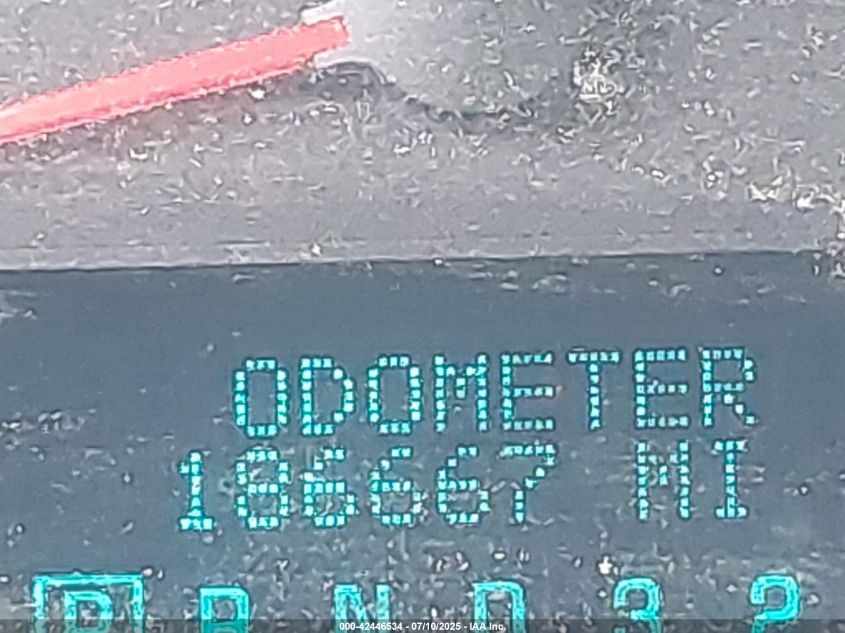 ODOMETER
186667 MI
P R N D 3 2
000-42446534 - 07/10/2025 - IAA Inc.